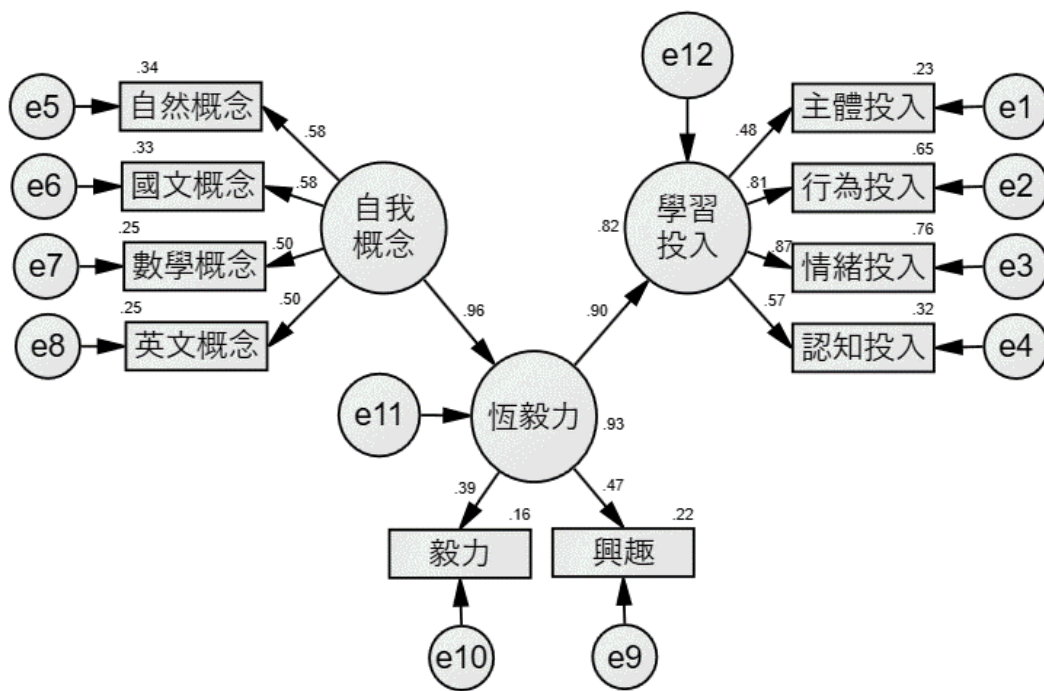 e12
.34
.23
e5
自然概念
主體投入
e1
.58
.48
.33
.65
e6
國文概念
.58
自我
概念
學習
投入
.81
行為投入
e2
.82
.25
.76
e7
數學概念
.50
.87
情緒投入
e3
.25
.50
.57
.32
e8
英文概念
.96
.90
認知投入
e4
e11
恆毅力
.93
.39
.47
.16
.22
毅力
興趣
e10
e9